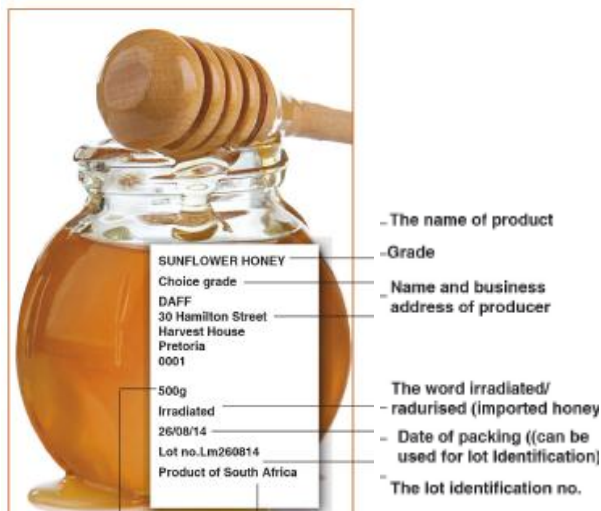 SUNFLOWER HONEY
Choice grade
DAFF
30 Hamilton Street
Harvest House
Pretoria
0001
500g
Irradiated
26/08/14
Lot no.Lm260814
Product of South Africa
The name of product
Grade
Name and business
address of producer
The word irradiated/
radurised (imported honey
Date of packing ((can be
used for lot Identification)
The lot identification no.